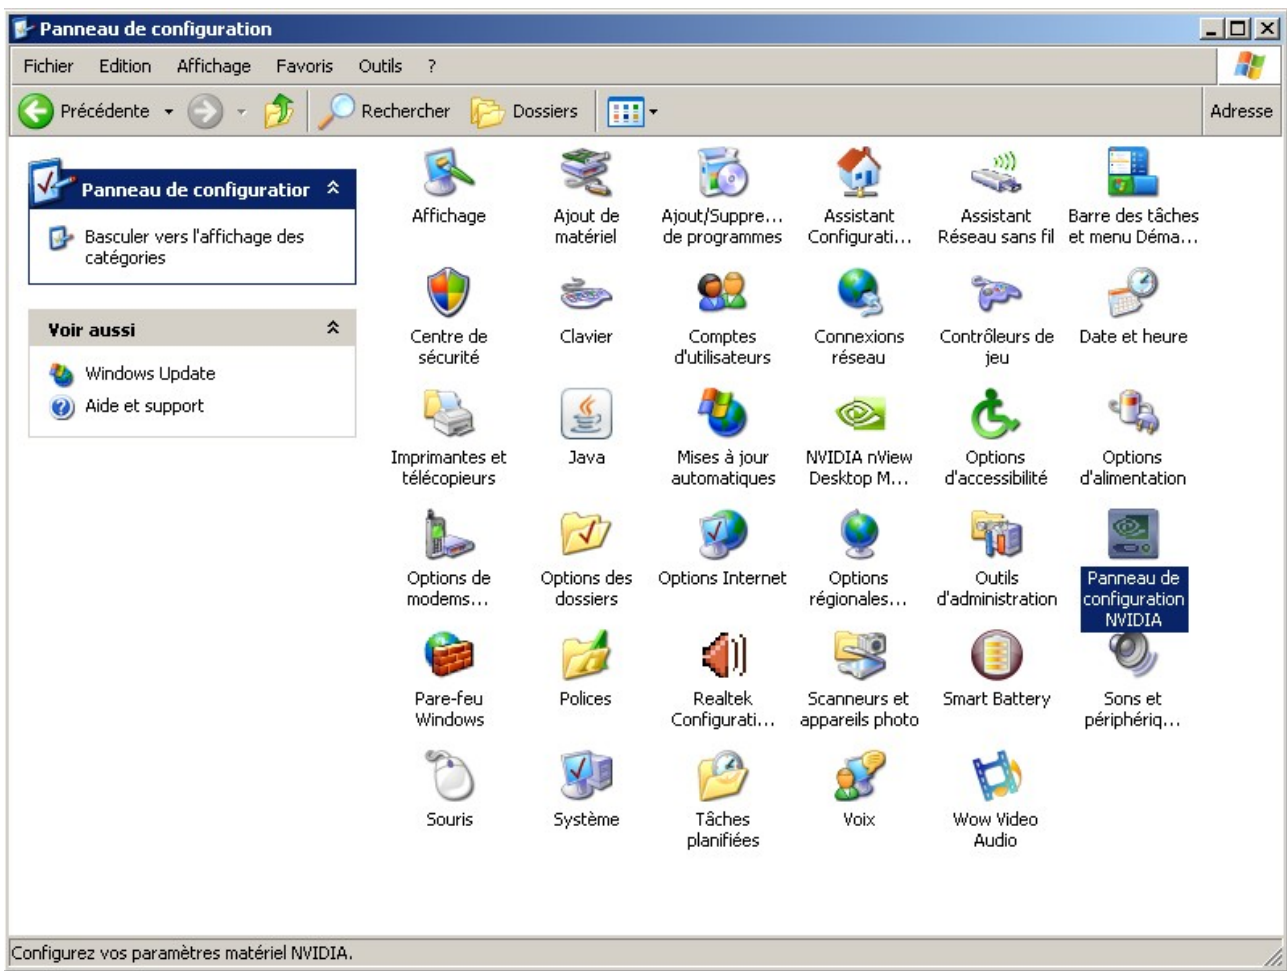 Panneau de configuration
Fichier Edition Affichage Favoris Outils ?
Précédente Rechercher Dossiers Adresse
Panneau de configuratior
Basculer vers l'affichage des
catégories
Voir aussi
Windows Update
Aide et support
Affichage
Ajout de
matériel
Ajout/Suppre...
de programmes
Assistant
Configurati...
Assistant
Réseau sans fil
Barre des tâches
et menu Déma...
Centre de
sécurité
Clavier
Comptes
d'utilisateurs
Connexions
réseau
Contrôleurs de
jeu
Date et heure
Imprimantes et
télécopieurs
Java
Mises à jour
automatiques
NVIDIA nView
Desktop M...
Options
d'accessibilité
Options
d'alimentation
Options de
modems...
Options des
dossiers
Options Internet
Options
régionales...
Outils
d'administration
Panneau de
configuration
NVIDIA
Pare-feu
Windows
Polices
Realtek
Configurati...
Scanneurs et
appareils photo
Smart Battery
Sons et
périphériq...
Souris
Système
Tâches
planifiées
Voix
Wow Video
Audio
Configurez vos paramètres matériel NVIDIA.